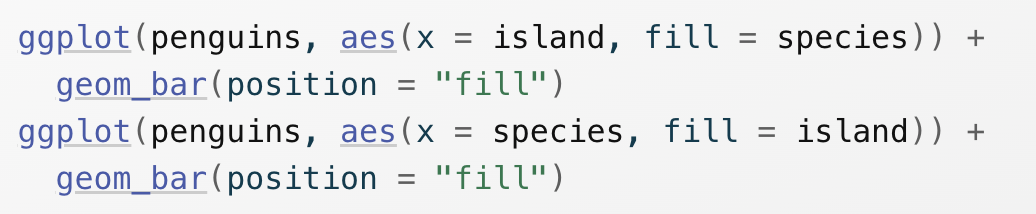 ggplot(penguins, aes(x = island, fill = species)) +
  geom_bar(position = "fill")
ggplot(penguins, aes(x = species, fill = island)) +
  geom_bar(position = "fill")